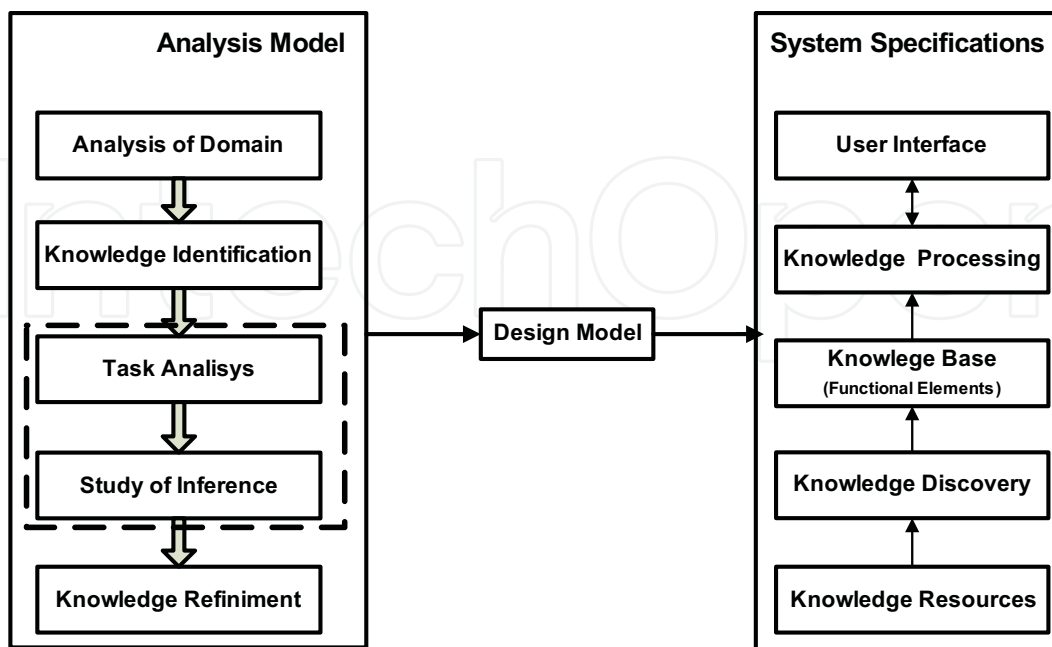 Analysis Model
Analysis of Domain
Knowledge Identification
Task Analisys
Study of Inference
Knowledge Refiniment
Design Model
System Specifications
User Interface
Knowledge Processing
Knowlege Base
(Functional Elements)
Knowledge Discovery
Knowledge Resources
IntechOpen